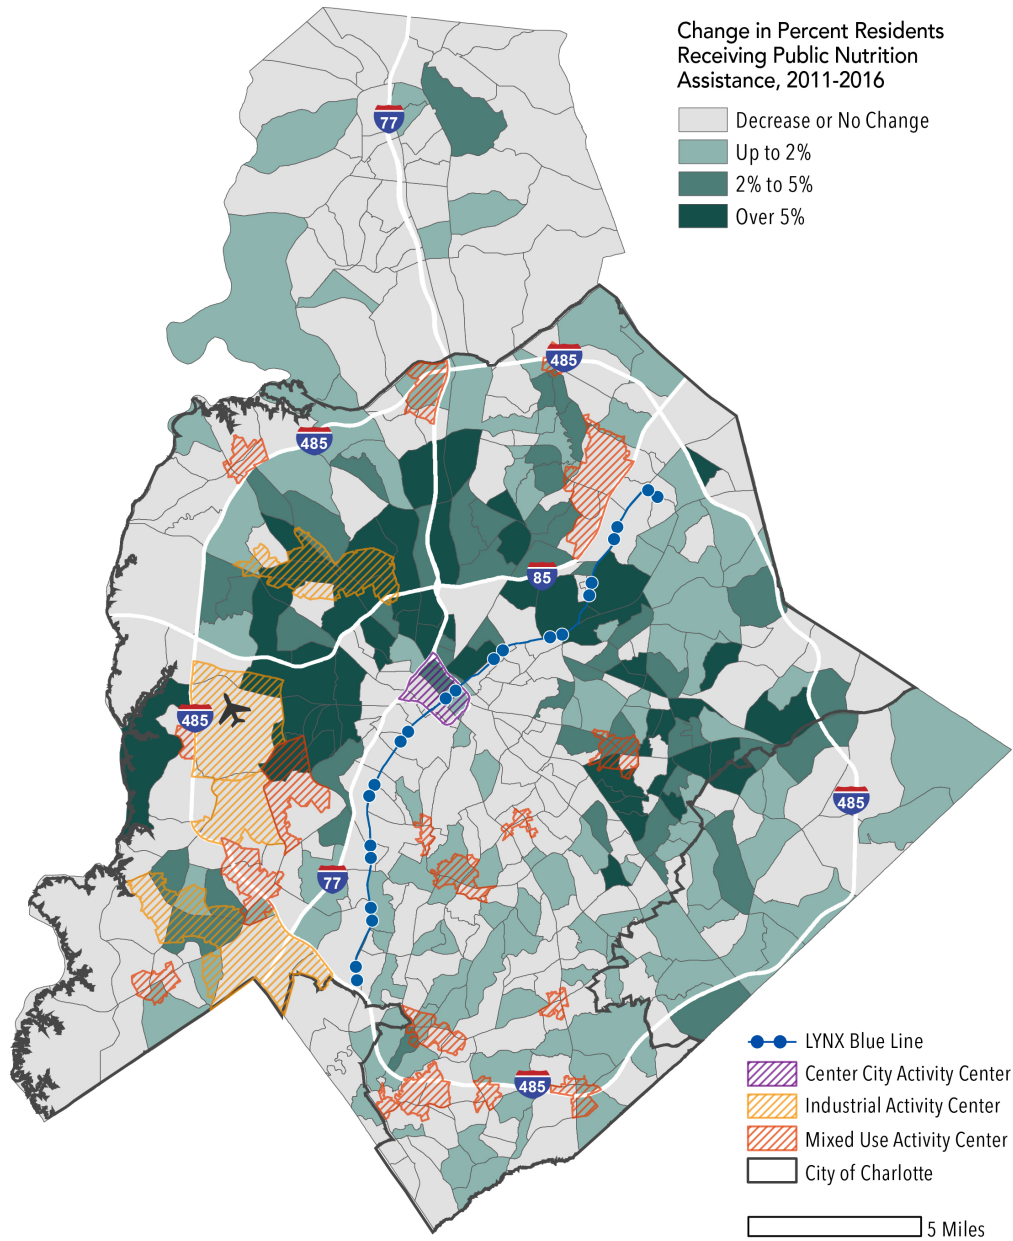 Change in Percent Residents
Receiving Public Nutrition
Assistance, 2011-2016
Decrease or No Change
Up to 2%
2% to 5%
Over 5%
77
485
485
85
485
485
77
485
LYNX Blue Line
Center City Activity Center
Industrial Activity Center
Mixed Use Activity Center
City of Charlotte
5 Miles